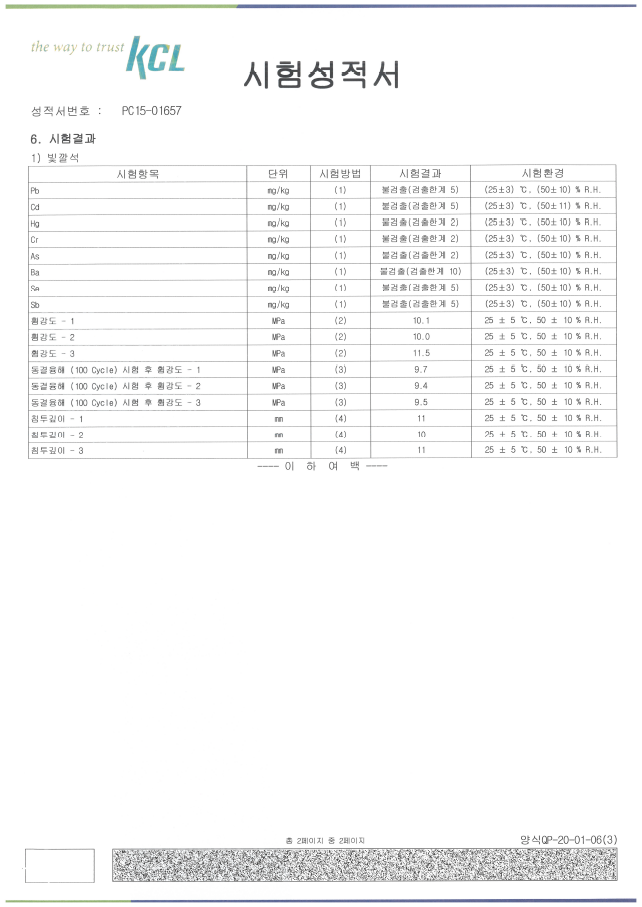 the way to trust KCL
시험성적서
성적서번호 : PC15-01657
6. 시험결과
1) 빛깔석
시험항목 단위 시험방법 시험결과 시험환경
Pb mg/kg (1) 불검출(검출한계 5) (25±3) ℃, (50±10) % R.H.
Cd mg/kg (1) 불검출(검출한계 5) (25±3) ℃, (50±11) % R.H.
Hg mg/kg (1) 불검출(검출한계 2) (25±3) ℃, (50±10) % R.H.
Cr mg/kg (1) 불검출(검출한계 2) (25±3) ℃, (50±10) % R.H.
As mg/kg (1) 불검출(검출한계 2) (25±3) ℃, (50±10) % R.H.
Ba mg/kg (1) 불검출(검출한계 10) (25±3) ℃, (50±10) % R.H.
Se mg/kg (1) 불검출(검출한계 5) (25±3) ℃, (50±10) % R.H.
Sb mg/kg (1) 불검출(검출한계 5) (25±3) ℃, (50±10) % R.H.
휨강도 - 1 MPa (2) 10.1 25 ± 5 ℃, 50 ± 10 % R.H.
휨강도 - 2 MPa (2) 10.0 25 ± 5 ℃, 50 ± 10 % R.H.
휨강도 - 3 MPa (2) 11.5 25 ± 5 ℃, 50 ± 10 % R.H.
동결융해 (100 Cycle) 시험 후 휨강도 - 1 MPa (3) 9.7 25 ± 5 ℃, 50 ± 10 % R.H.
동결융해 (100 Cycle) 시험 후 휨강도 - 2 MPa (3) 9.4 25 ± 5 ℃, 50 ± 10 % R.H.
동결융해 (100 Cycle) 시험 후 휨강도 - 3 MPa (3) 9.5 25 ± 5 ℃, 50 ± 10 % R.H.
침투깊이 - 1 mm (4) 11 25 ± 5 ℃, 50 ± 10 % R.H.
침투깊이 - 2 mm (4) 10 25 ± 5 ℃, 50 ± 10 % R.H.
침투깊이 - 3 mm (4) 11 25 ± 5 ℃, 50 ± 10 % R.H.
---- 이 하 여 백 ----
총 2페이지 중 2페이지
양식QP-20-01-06(3)